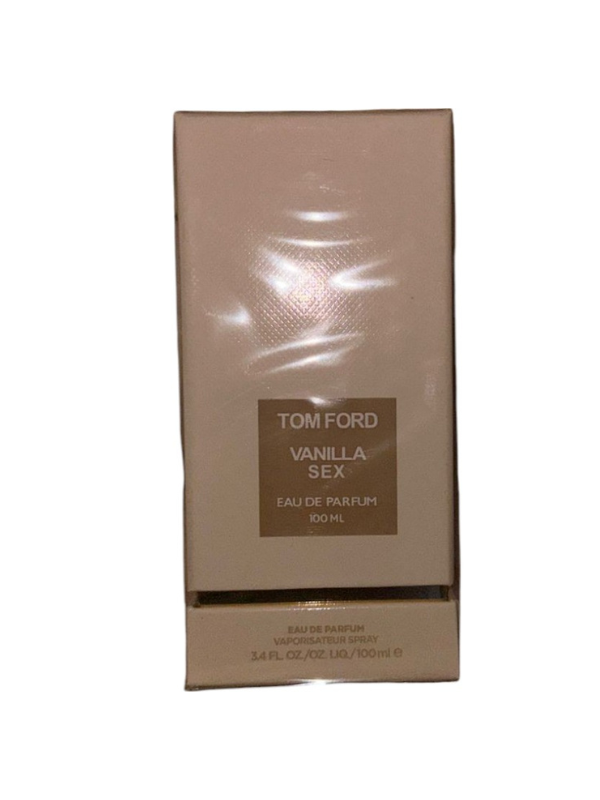 TOM FORD
VANILLA
SEX
EAU DE PARFUM
100 ML
EAU DE PARFUM
VAPORISATEUR SPRAY
3.4 FL. OZ./OZ. LIQ./100 ml ℮